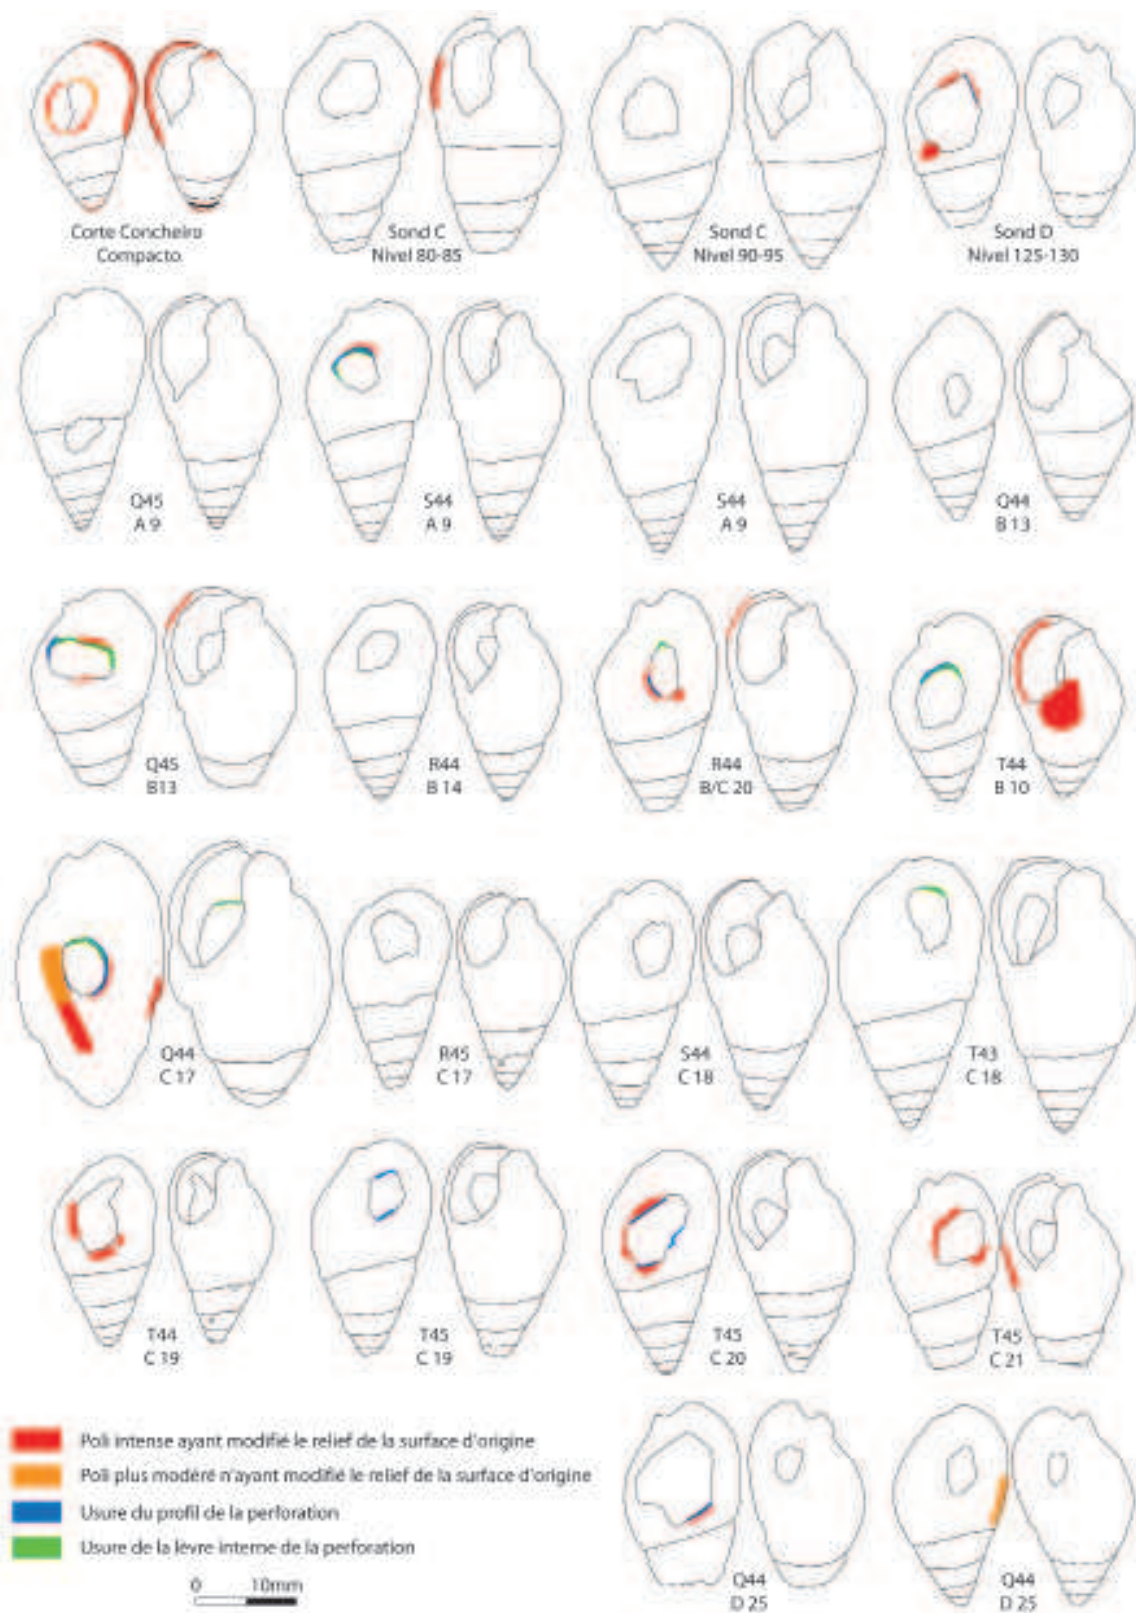 Corte Concheiro
Compacto
Sond C
Nivel 80-85
Sond C
Nivel 90-95
Sond D
Nivel 125-130
Q45
A 9
S44
A 9
S44
A 9
Q44
B 13
Q45
B13
R44
B 14
R44
B/C 20
T44
B 10
Q44
C 17
R45
C 17
S44
C 18
T43
C 18
T44
C 19
T45
C 19
T45
C 20
T45
C 21
Poli intense ayant modifié le relief de la surface d'origine
Poli plus modéré n'ayant modifié le relief de la surface d'origine
Usure du profil de la perforation
Usure de la lèvre interne de la perforation
0 10mm
Q44
D 25
Q44
D 25